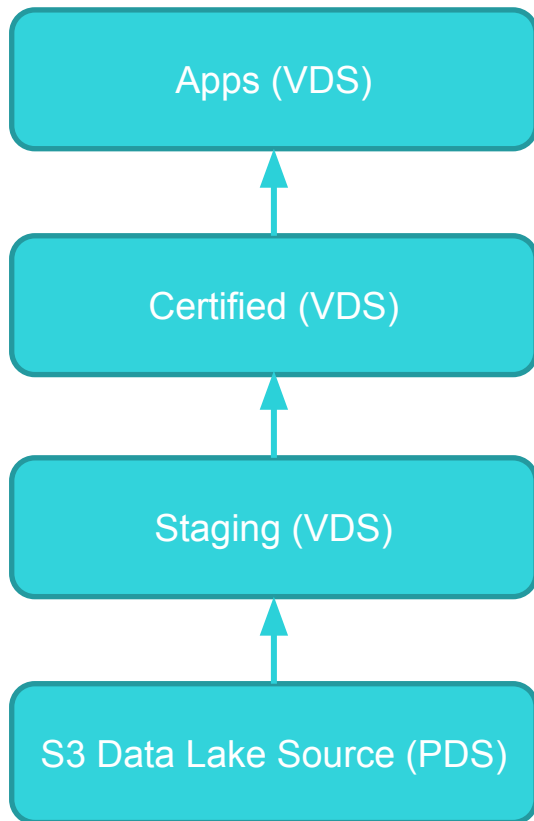 Apps (VDS)
Certified (VDS)
Staging (VDS)
S3 Data Lake Source (PDS)